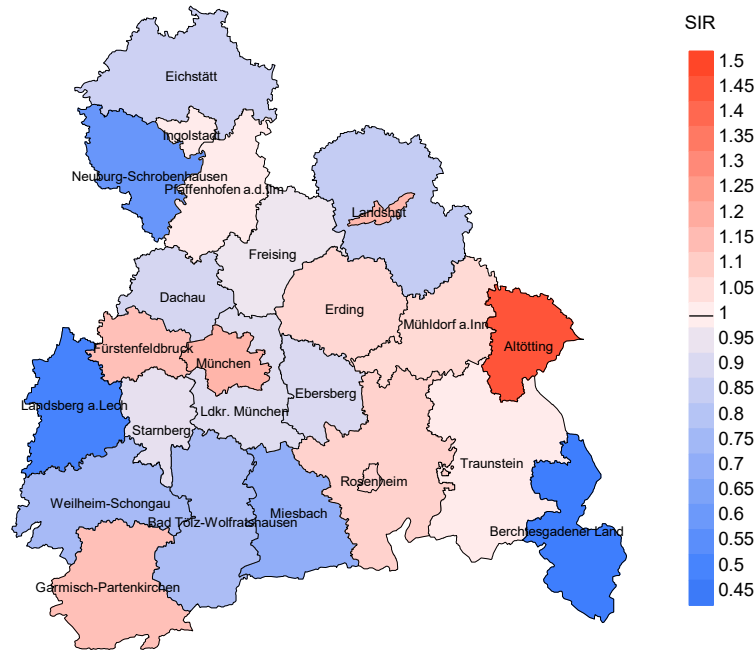 SIR
Eichstätt
Ingolstadt
Neuburg-Schrobenhausen
Pfaffenhofen a.d.Ilm
Landshut
Freising
Dachau
Erding
Mühldorf a.Inn
Altötting
Fürstenfeldbruck
München
Ebersberg
Landsberg a.Lech
Ldkr. München
Starnberg
Traunstein
Rosenheim
Weilheim-Schongau
Miesbach
Bad Tölz-Wolfratshausen
Berchtesgadener Land
Garmisch-Partenkirchen
1.5
1.45
1.4
1.35
1.3
1.25
1.2
1.15
1.1
1.05
1
0.95
0.9
0.85
0.8
0.75
0.7
0.65
0.6
0.55
0.5
0.45